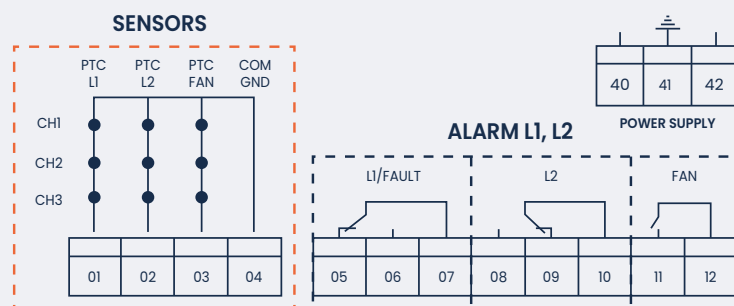 SENSORS
PTC PTC PTC COM
L1 L2 FAN GND
CH1
CH2
CH3
01 02 03 04
40 41 42
POWER SUPPLY
ALARM L1, L2
L1/FAULT L2 FAN
05 06 07 08 09 10 11 12